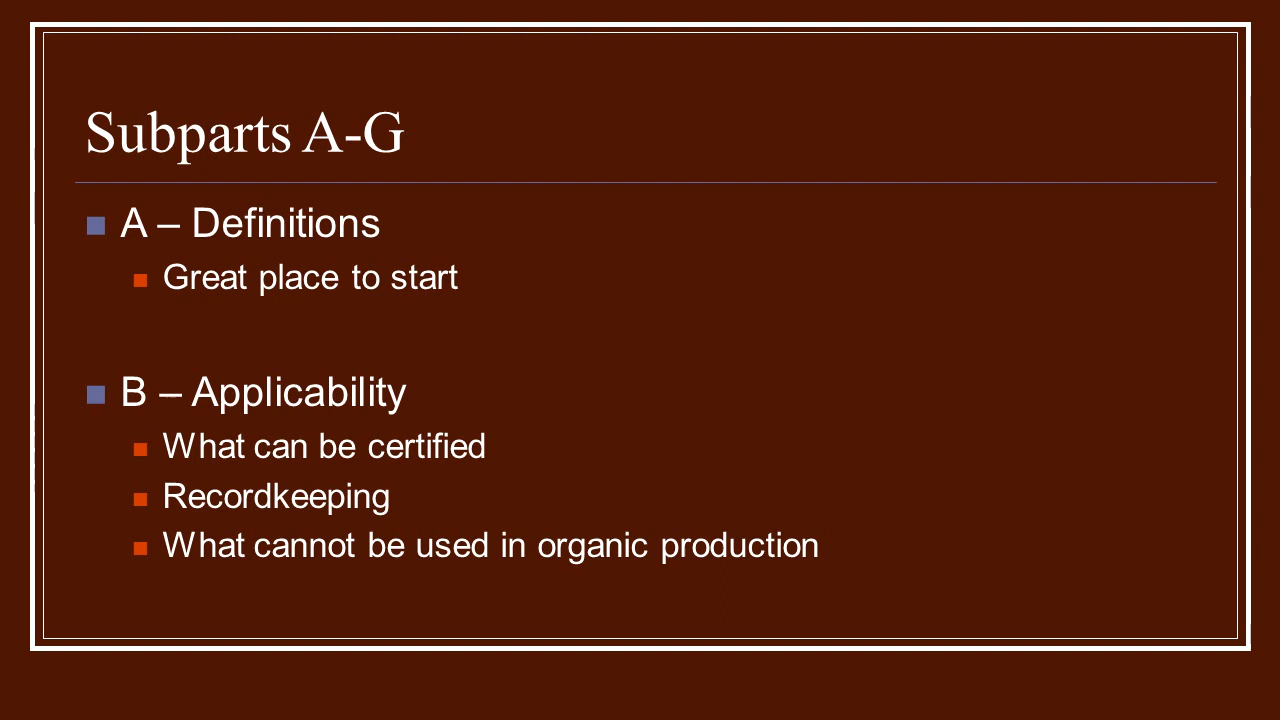 Subparts A-G
A – Definitions
Great place to start
B – Applicability
What can be certified
Recordkeeping
What cannot be used in organic production